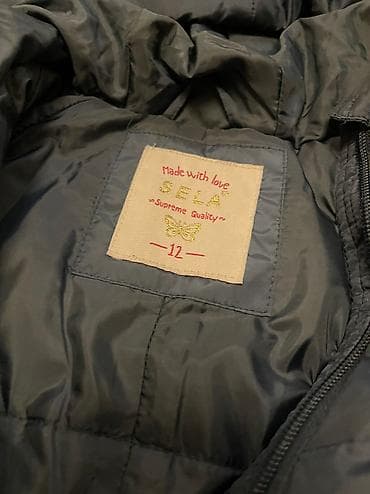 Made with love
SELA®
~Supreme Quality~
—12—